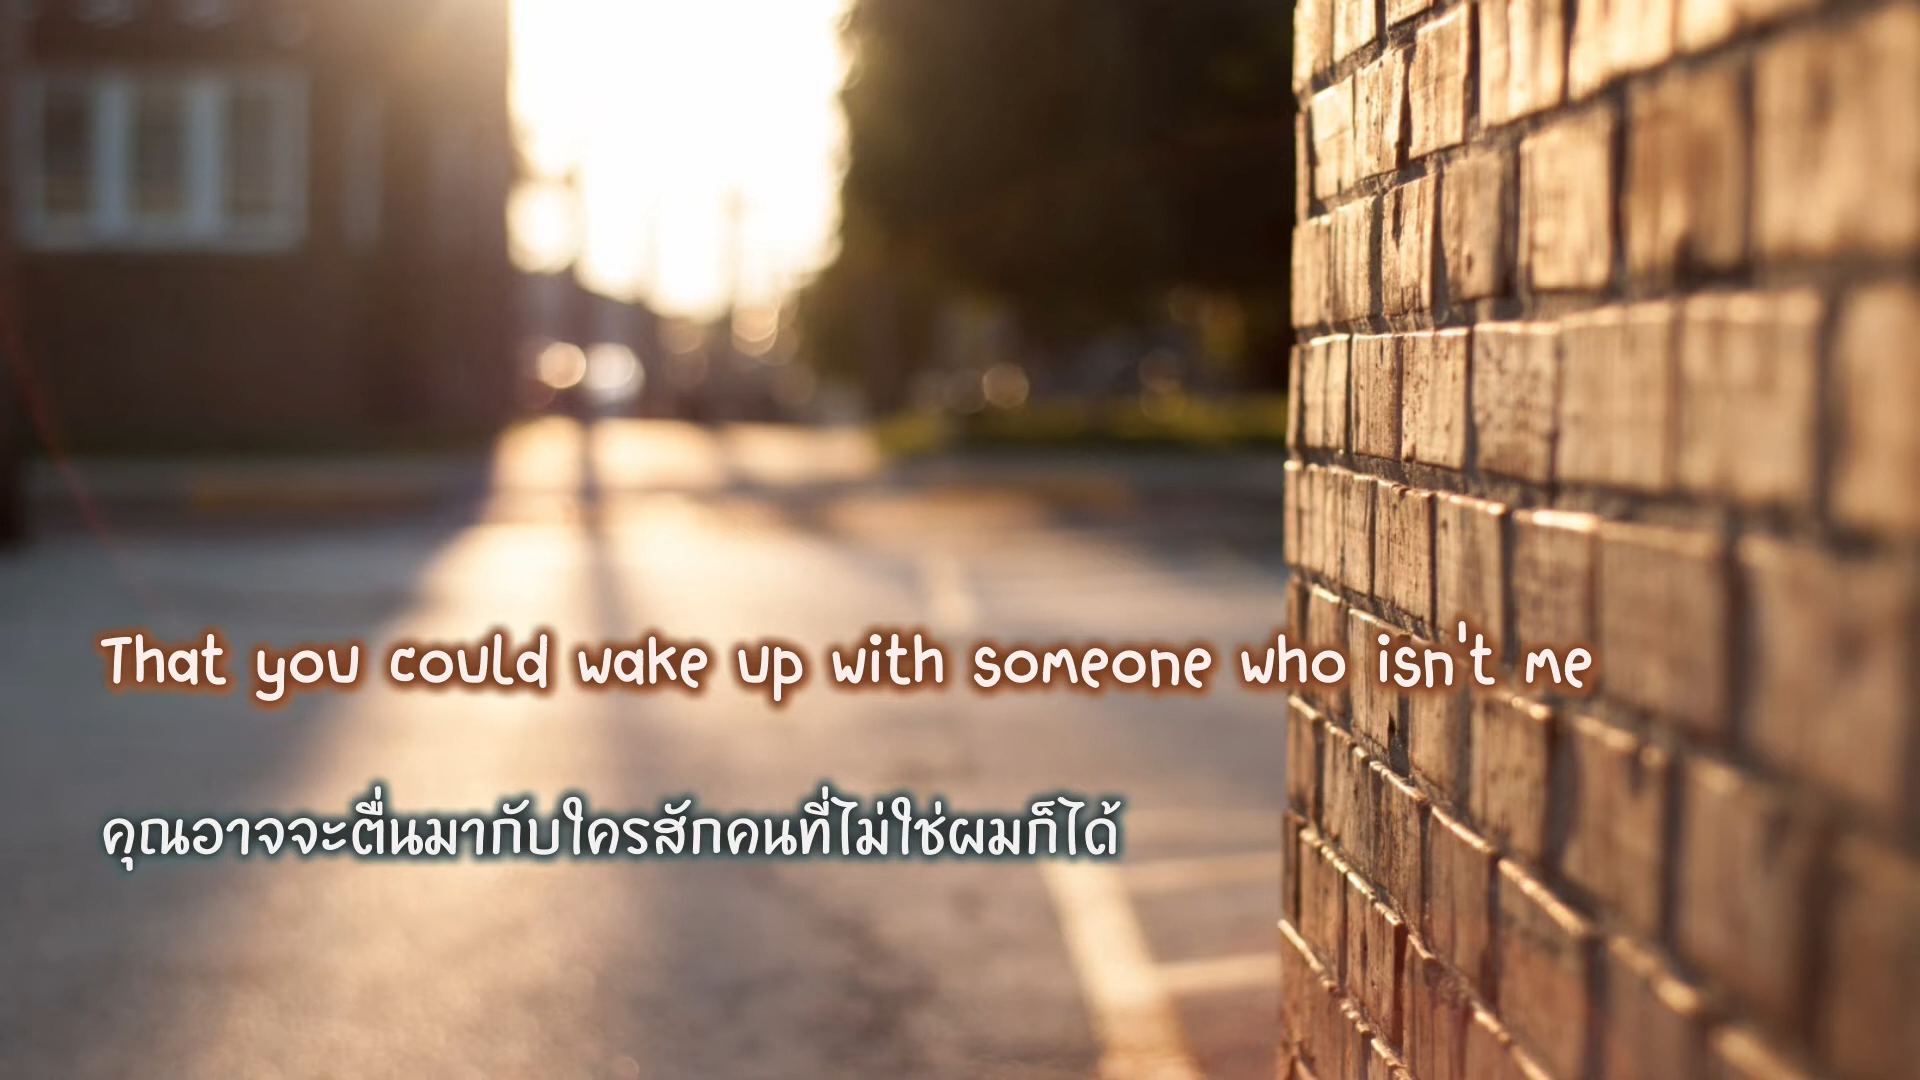 That you could wake up with someone who isn't me
คุณอาจจะตื่นมากับใครสักคนที่ไม่ใช่ผมก็ได้